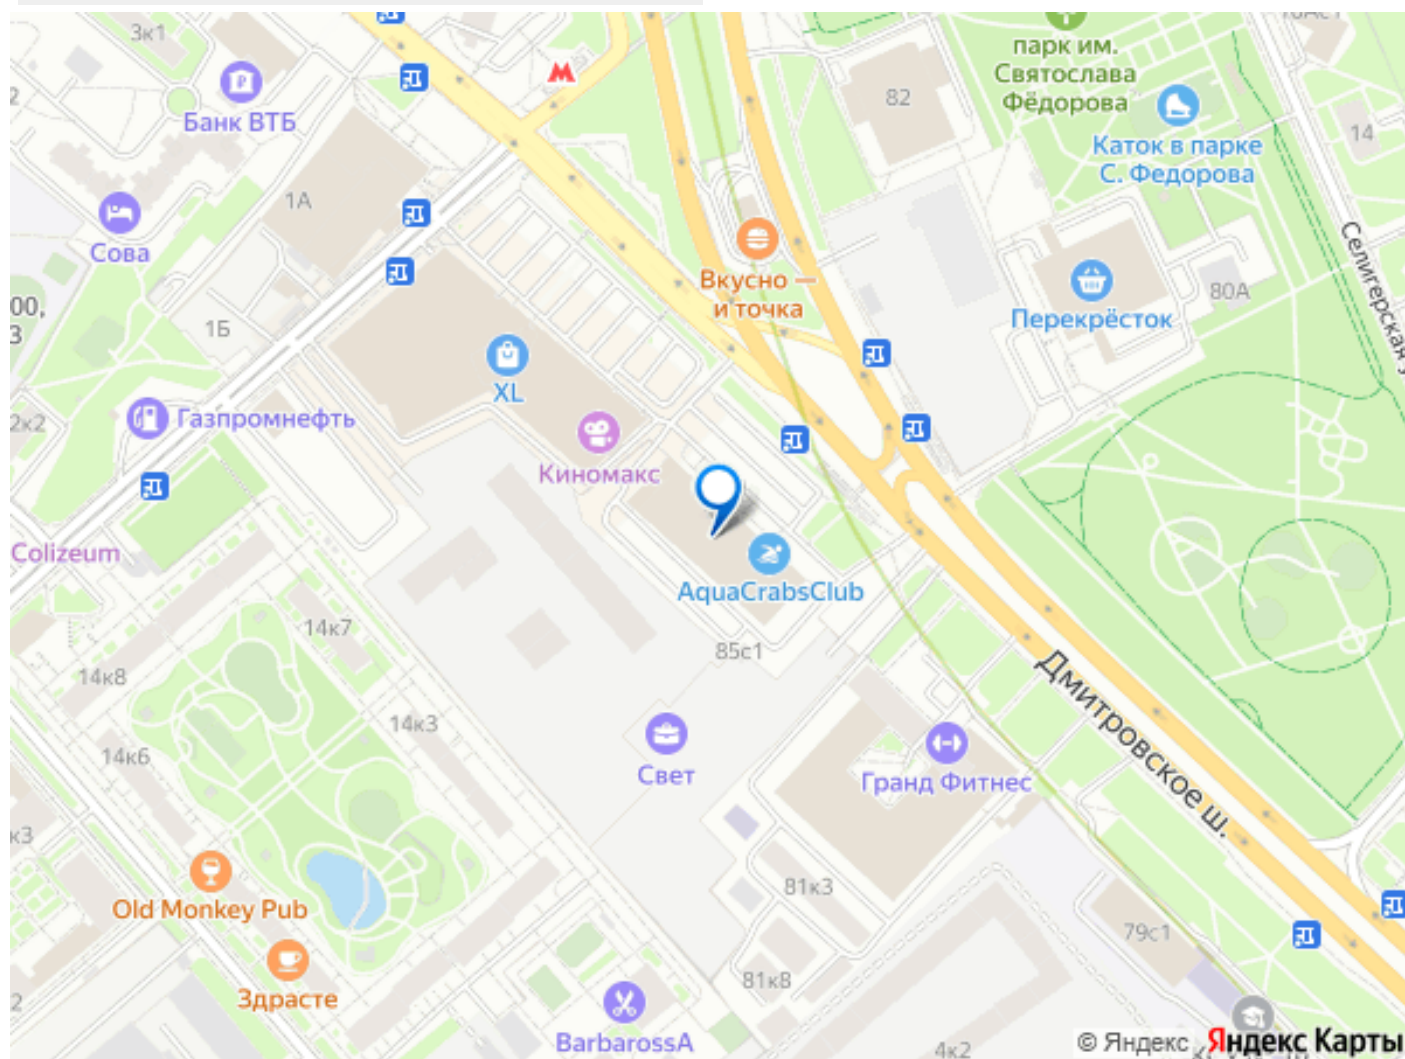 3к1
парк им.
Святослава
Фёдорова
82
Банк ВТБ
14
Каток в парке
С. Федорова
1А
Сова
Вкусно —
и точка
Селигерская у
80А
00,
3
1Б
Перекрёсток
XL
2к2
Газпромнефть
Киномакс
Colizeum
AquaCrabsClub
14к7
85с1
14к8
Дмитровское ш.
14к3
14к6
Свет
Гранд Фитнес
к3
81к3
Old Monkey Pub
79с1
81к8
Здрасте
2
BarbarossA
4к2
© Яндекс Яндекс Карты